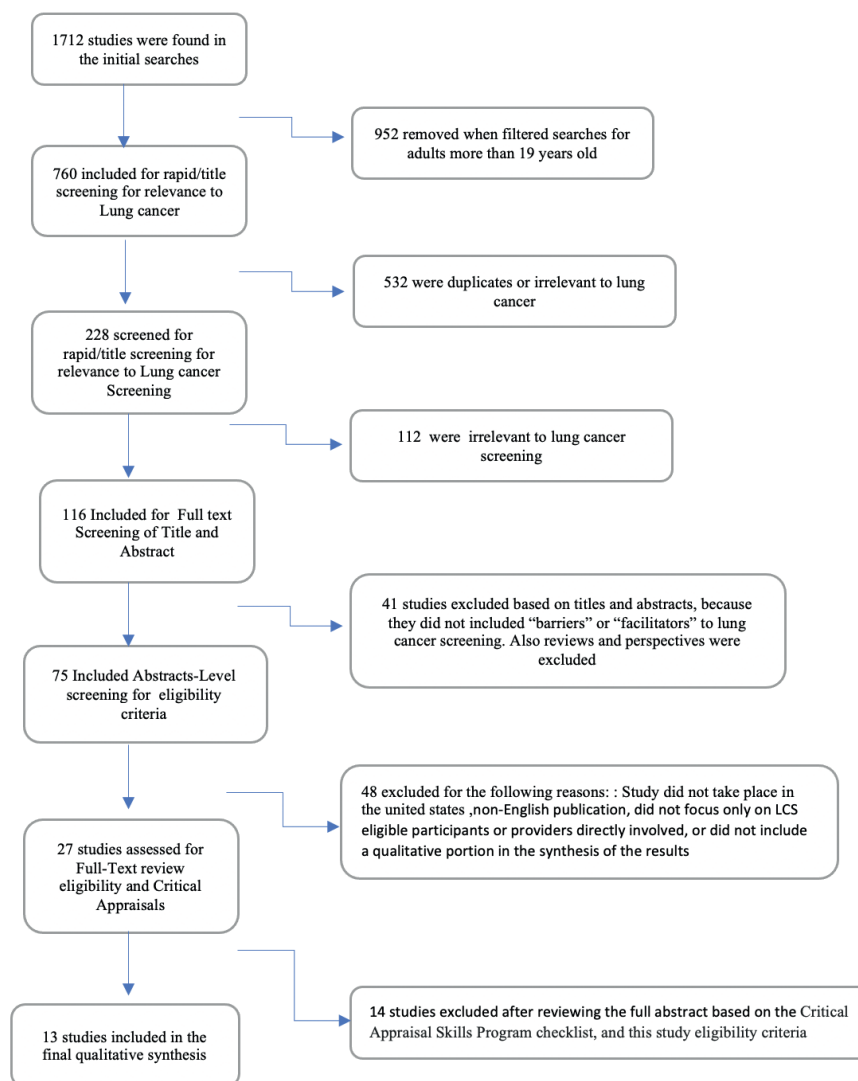 1712 studies were found in
the initial searches
952 removed when filtered searches for
adults more than 19 years old
760 included for rapid/title
screening for relevance to
Lung cancer
532 were duplicates or irrelevant to lung
cancer
228 screened for
rapid/title screening for
relevance to Lung cancer
Screening
112 were irrelevant to lung cancer
screening
116 Included for Full text
Screening of Title and
Abstract
41 studies excluded based on titles and abstracts, because
they did not included “barriers” or “facilitators” to lung
cancer screening. Also reviews and perspectives were
excluded
75 Included Abstracts-Level
screening for eligibility
criteria
48 excluded for the following reasons: : Study did not take place in
the united states ,non-English publication, did not focus only on LCS
eligible participants or providers directly involved, or did not include
a qualitative portion in the synthesis of the results
27 studies assessed for
Full-Text review
eligibility and Critical
Appraisals
14 studies excluded after reviewing the full abstract based on the Critical
Appraisal Skills Program checklist, and this study eligibility criteria
13 studies included in the
final qualitative synthesis